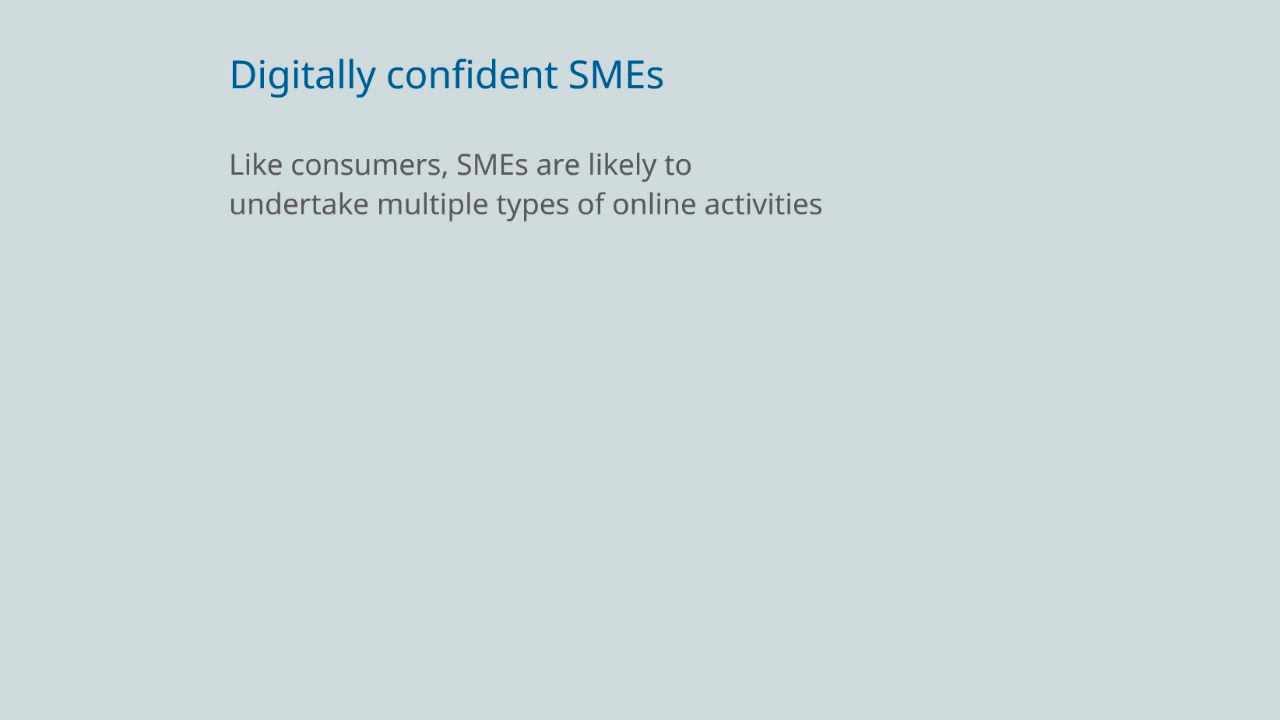 Digitally confident SMEs
Like consumers, SMEs are likely to
undertake multiple types of online activities